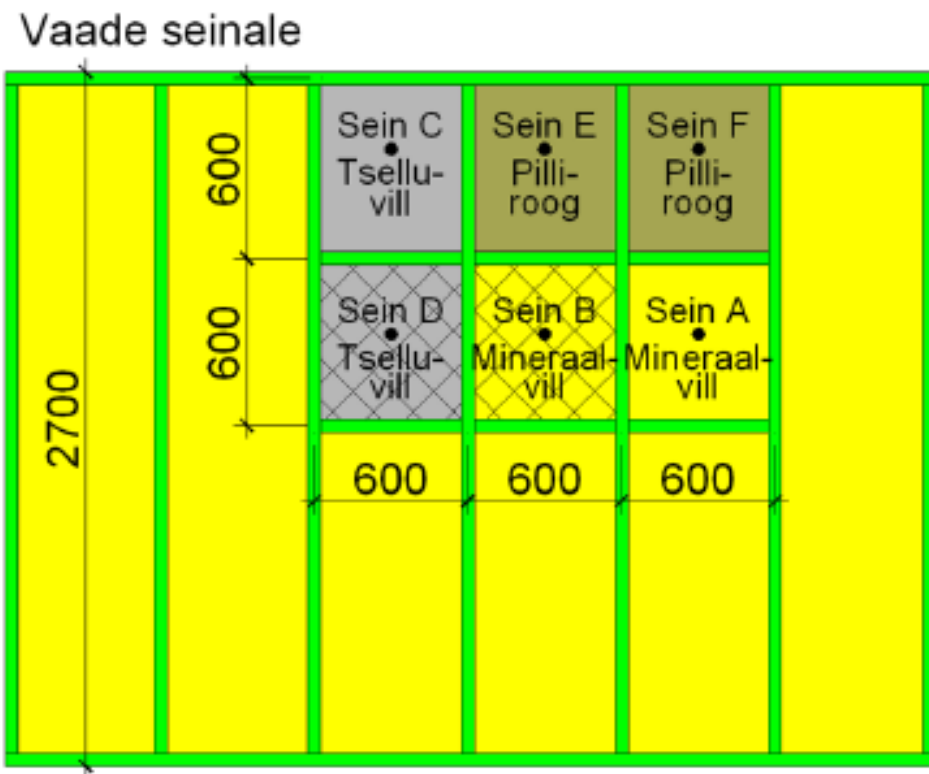 Vaade seinale
600
Sein C
Tsellu-
vill
Sein E
Pilli-
roog
Sein F
Pilli-
roog
600
Sein D
Tsellu-
vill
Sein B
Mineraal-
vill
Sein A
Mineraal-
vill
2700
600
600
600